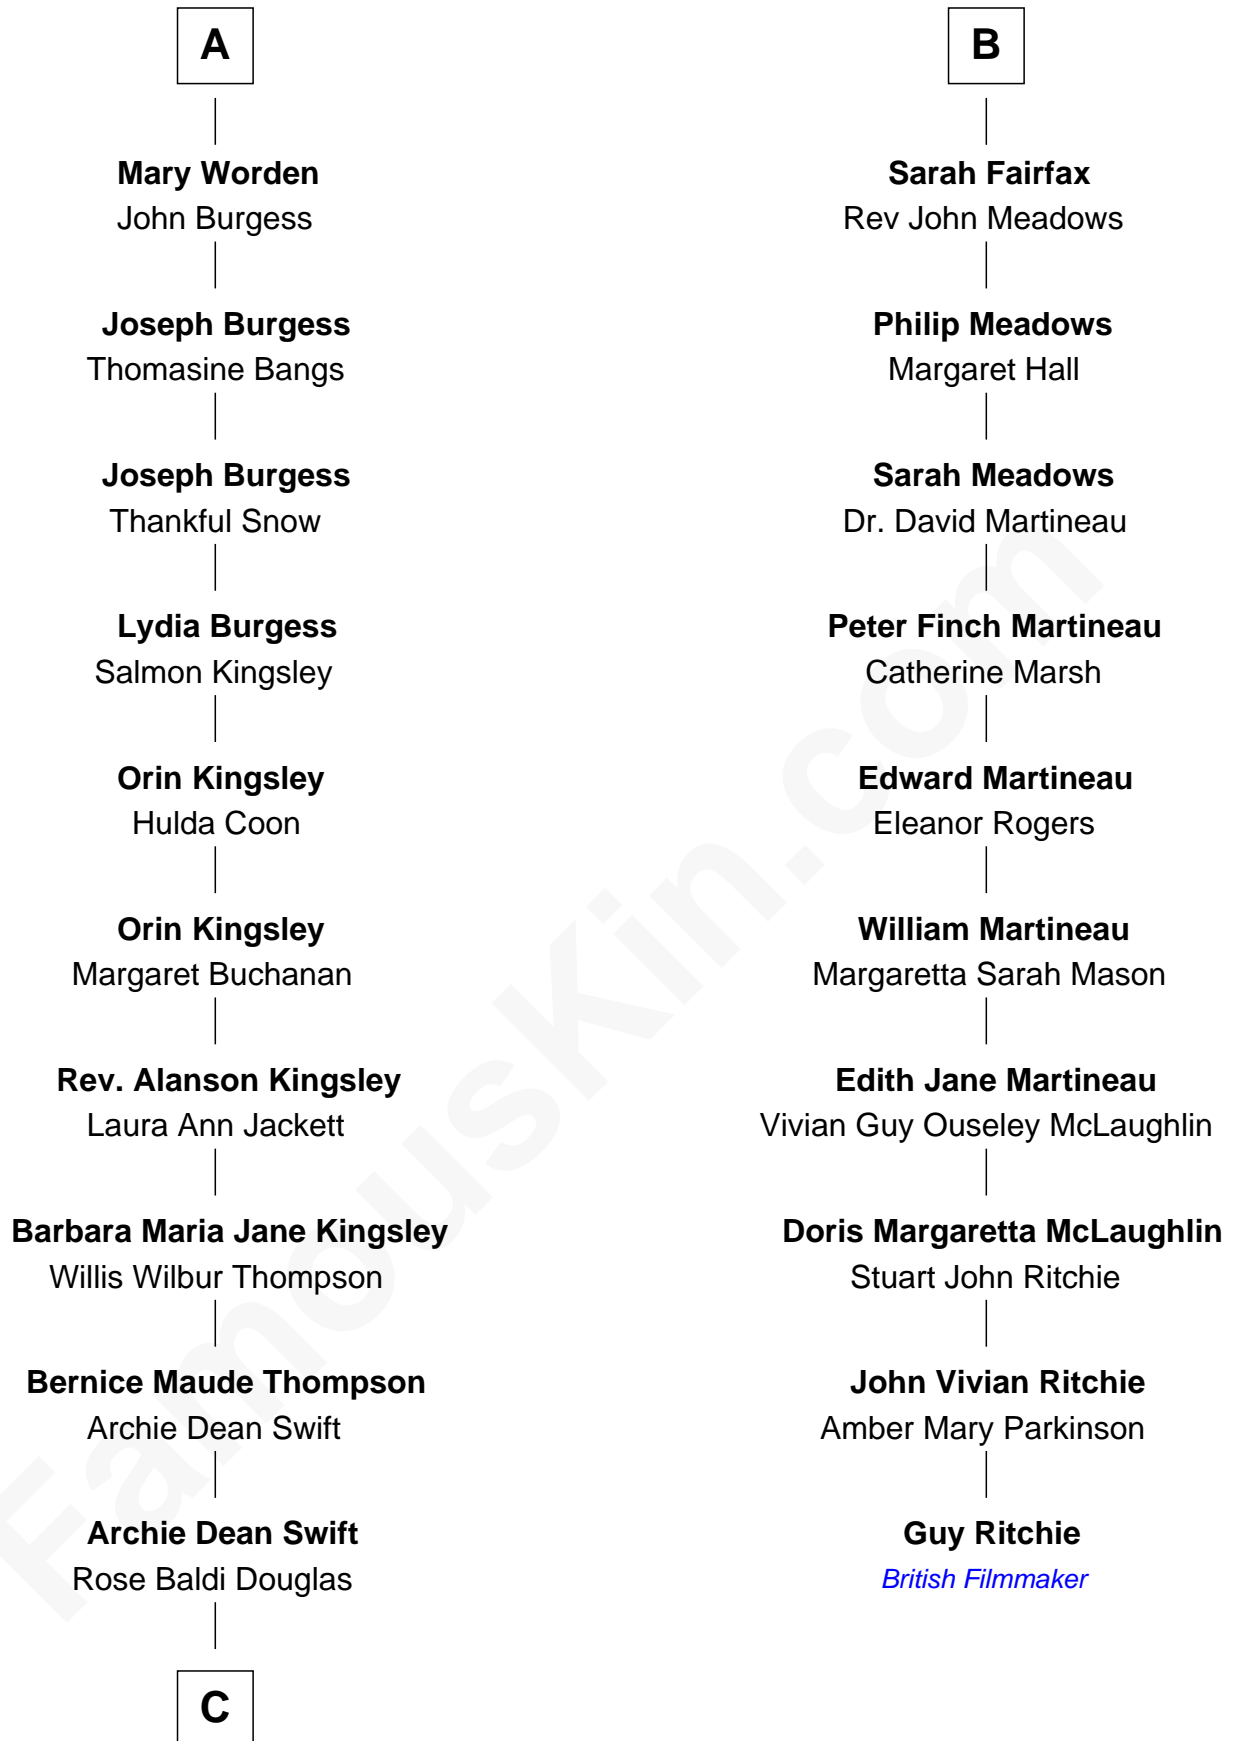 A
Mary Worden
John Burgess
Joseph Burgess
Thomasine Bangs
Joseph Burgess
Thankful Snow
Lydia Burgess
Salmon Kingsley
Orin Kingsley
Hulda Coon
Orin Kingsley
Margaret Buchanan
Rev. Alanson Kingsley
Laura Ann Jackett
Barbara Maria Jane Kingsley
Willis Wilbur Thompson
Bernice Maude Thompson
Archie Dean Swift
Archie Dean Swift
Rose Baldi Douglas
C
B
Sarah Fairfax
Rev John Meadows
Philip Meadows
Margaret Hall
Sarah Meadows
Dr. David Martineau
Peter Finch Martineau
Catherine Marsh
Edward Martineau
Eleanor Rogers
William Martineau
Margaretta Sarah Mason
Edith Jane Martineau
Vivian Guy Ouseley McLaughlin
Doris Margaretta McLaughlin
Stuart John Ritchie
John Vivian Ritchie
Amber Mary Parkinson
Guy Ritchie
British Filmmaker
FamousKin.com